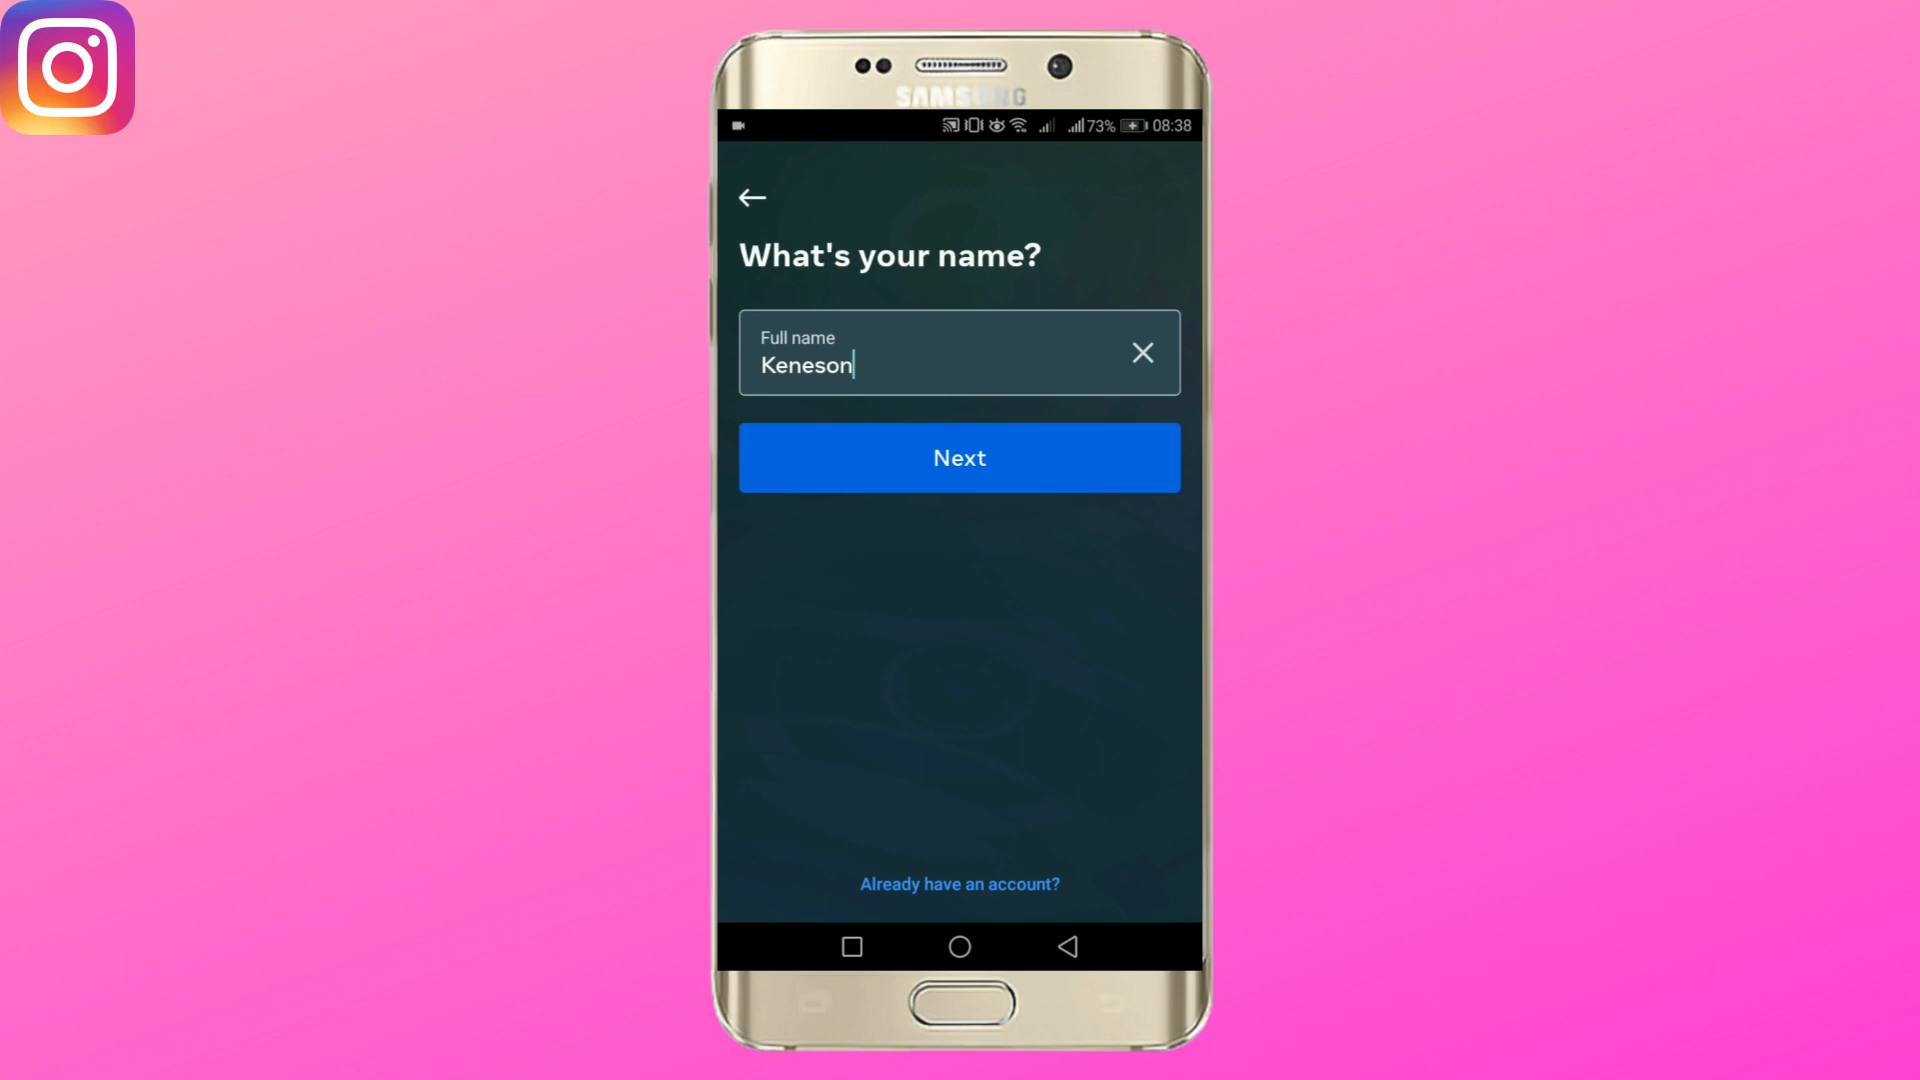 SAMSUNG
73% 08:38
What's your name?
Full name
Keneson
Next
Already have an account?